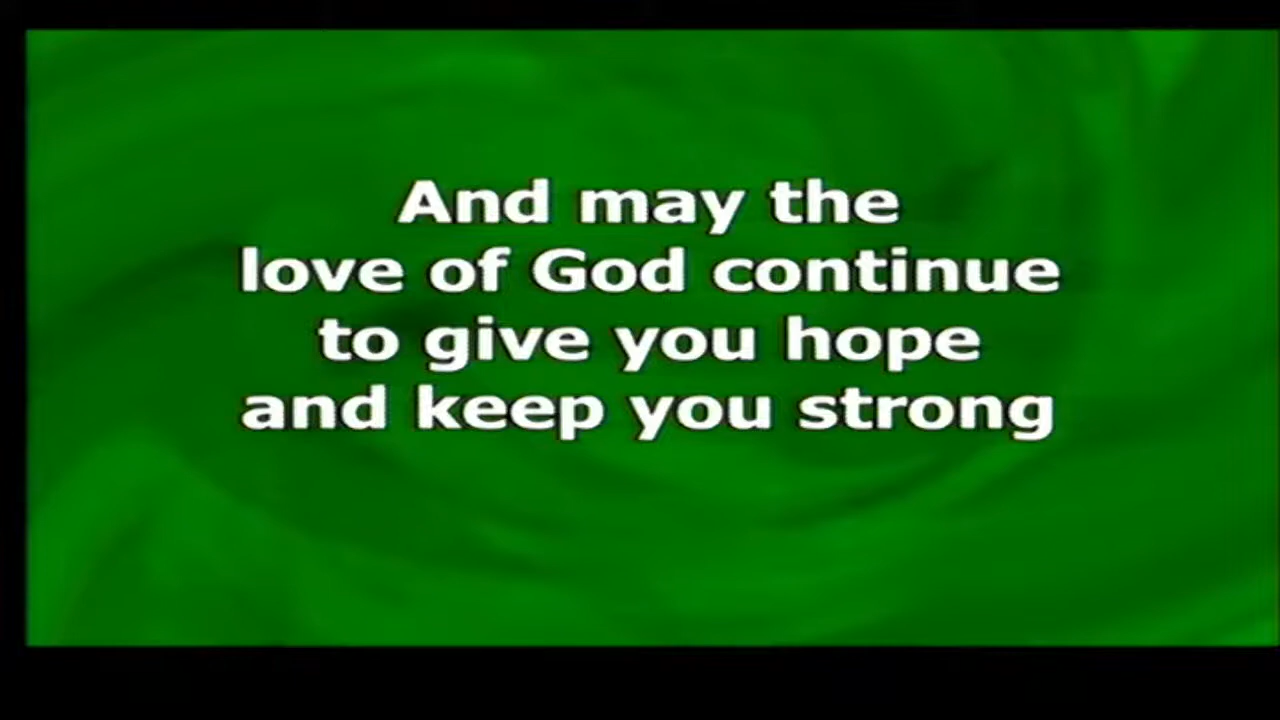 And may the
love of God continue
to give you hope
and keep you strong